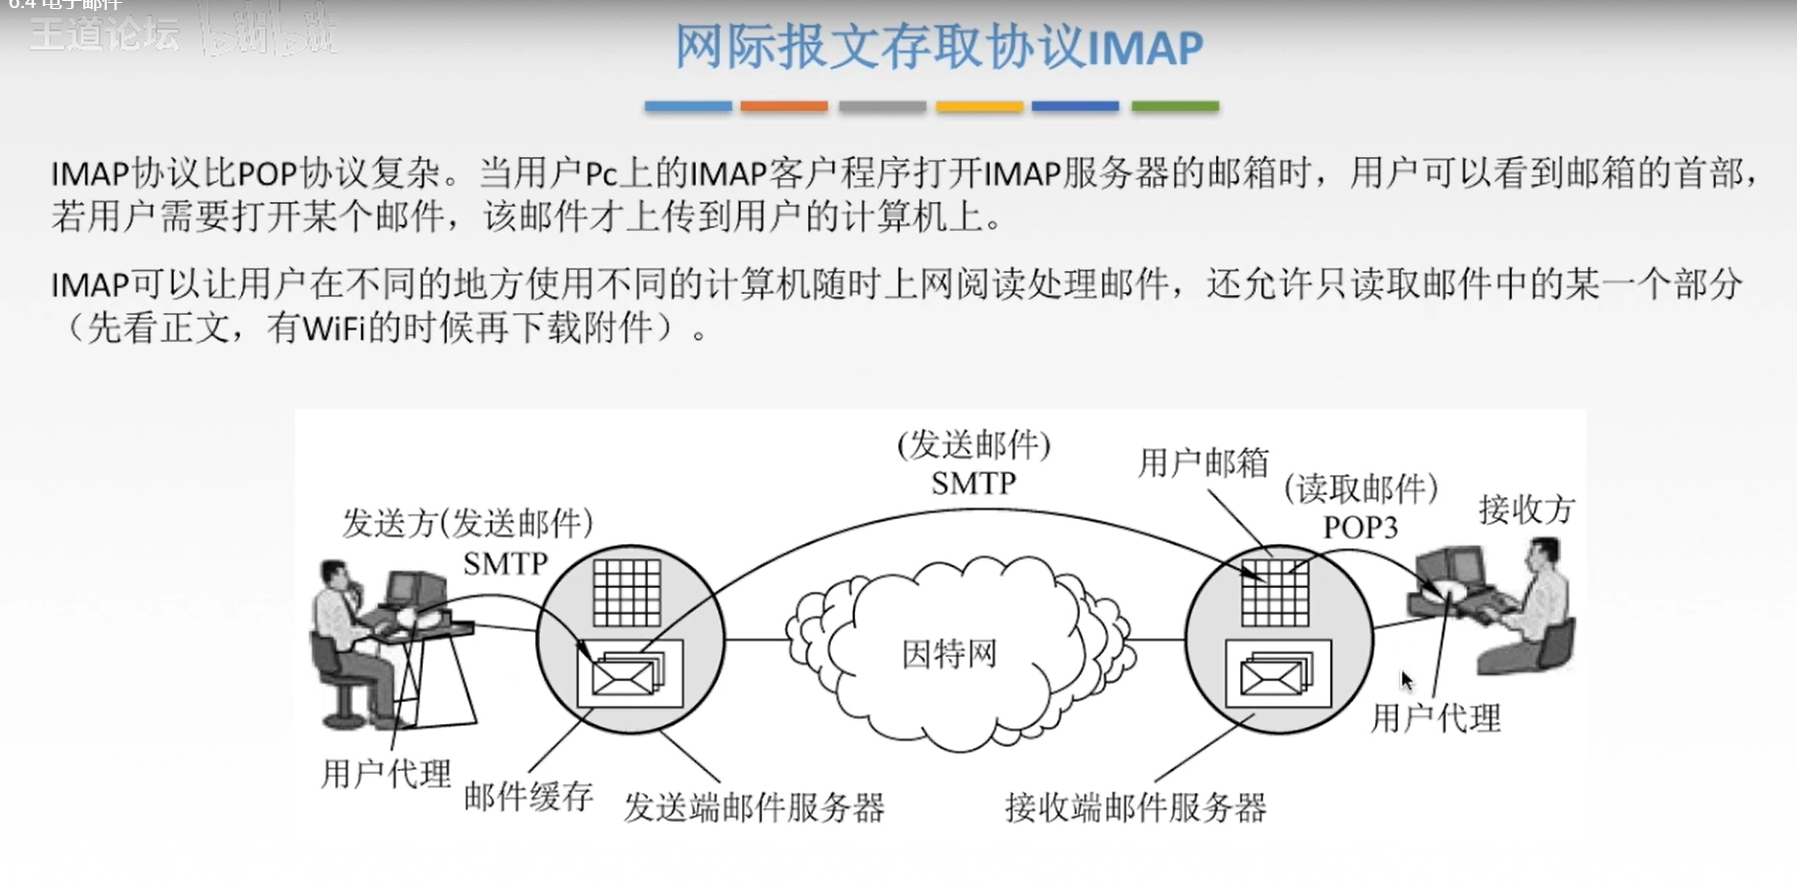 6.4 电子邮件
王道论坛 bilibili
网际报文存取协议IMAP
IMAP协议比POP协议复杂。当用户Pc上的IMAP客户程序打开IMAP服务器的邮箱时，用户可以看到邮箱的首部，
若用户需要打开某个邮件，该邮件才上传到用户的计算机上。
IMAP可以让用户在不同的地方使用不同的计算机随时上网阅读处理邮件，还允许只读取邮件中的某一个部分
（先看正文，有WiFi的时候再下载附件）。
(发送邮件)
SMTP
用户邮箱
(读取邮件)
POP3
接收方
发送方(发送邮件)
SMTP
因特网
用户代理
用户代理
邮件缓存
发送端邮件服务器
接收端邮件服务器